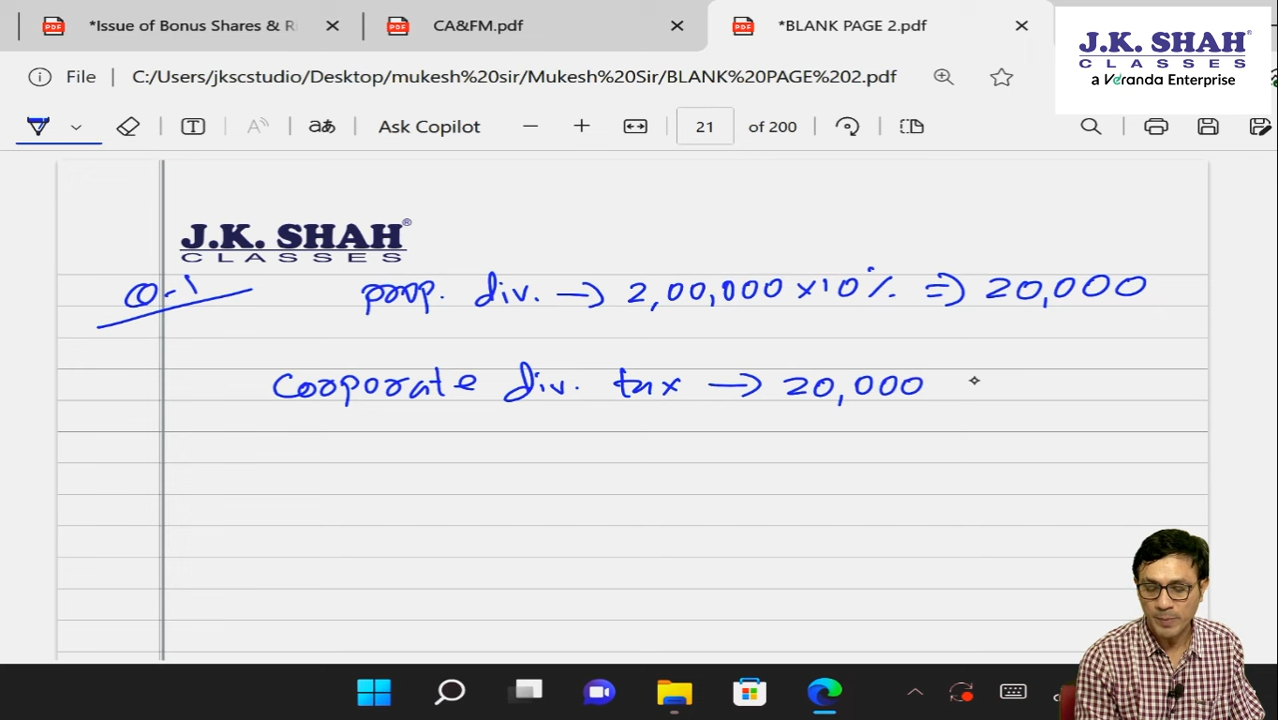 *Issue of Bonus Shares & R
CA&FM.pdf
*BLANK PAGE 2.pdf
J.K. SHAH®
CLASSES
a Veranda Enterprise
File
C:/Users/jkscstudio/Desktop/mukesh%20sir/Mukesh%20Sir/BLANK%20PAGE%202.pdf
Ask Copilot
21
of 200
J.K. SHAH®
CLASSES
Q-1 prop. div. → 2,00,000 × 10% => 20,000
Corporate div. tax → 20,000